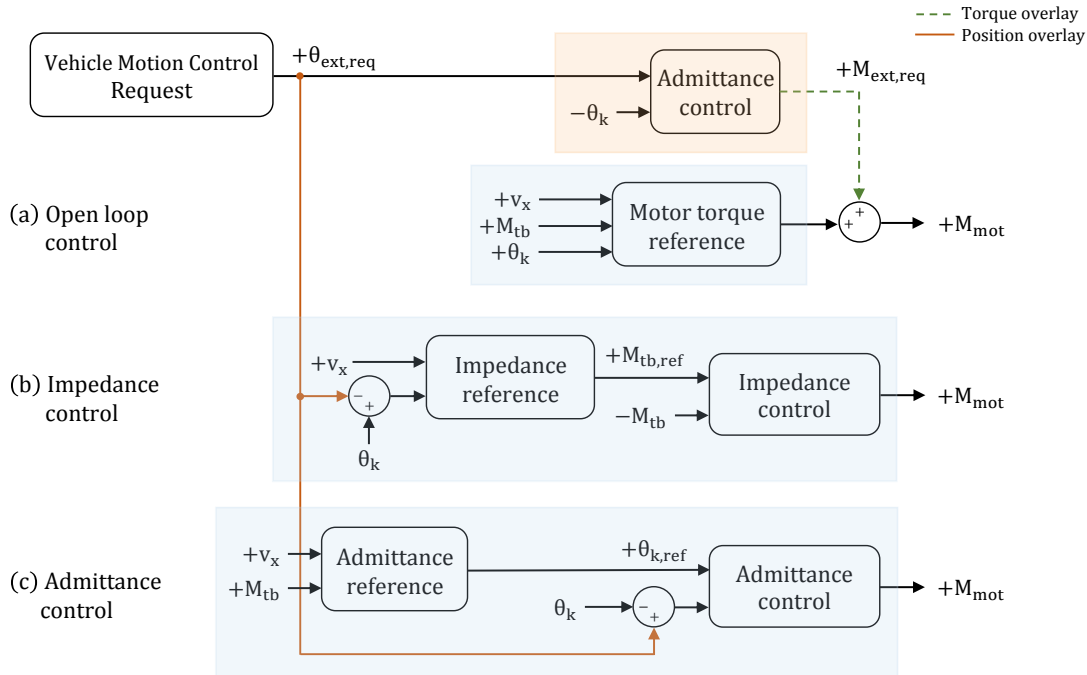 Torque overlay
Position overlay
Vehicle Motion Control
Request
+θext,req
Admittance
control
−θk
+Mext,req
(a) Open loop
control
+vx
+Mtb
+θk
Motor torque
reference
+
+
+Mmot
(b) Impedance
control
+vx
-
+
θk
Impedance
reference
+Mtb,ref
−Mtb
Impedance
control
+Mmot
(c) Admittance
control
+vx
+Mtb
Admittance
reference
+θk,ref
θk
-
+
Admittance
control
+Mmot